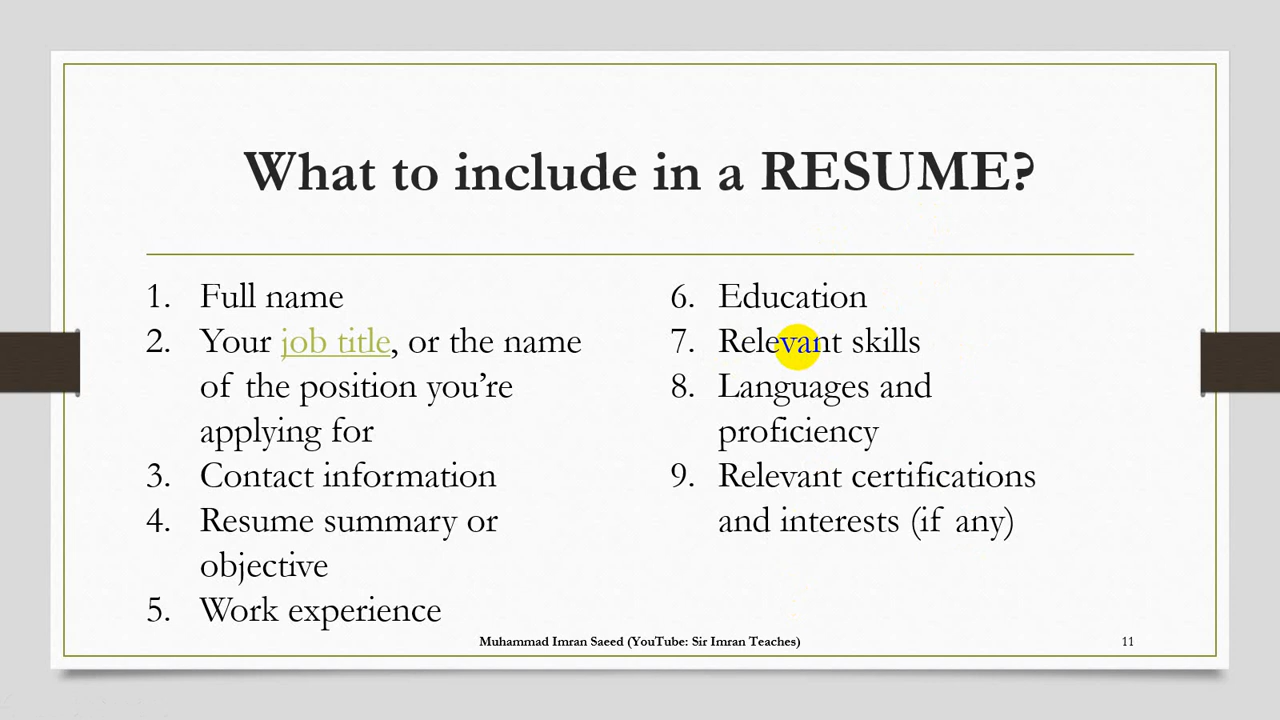 What to include in a RESUME?
1. Full name
2. Your job title, or the name
of the position you’re
applying for
3. Contact information
4. Resume summary or
objective
5. Work experience
6. Education
7. Relevant skills
8. Languages and
proficiency
9. Relevant certifications
and interests (if any)
Muhammad Imran Saeed (YouTube: Sir Imran Teaches)
11